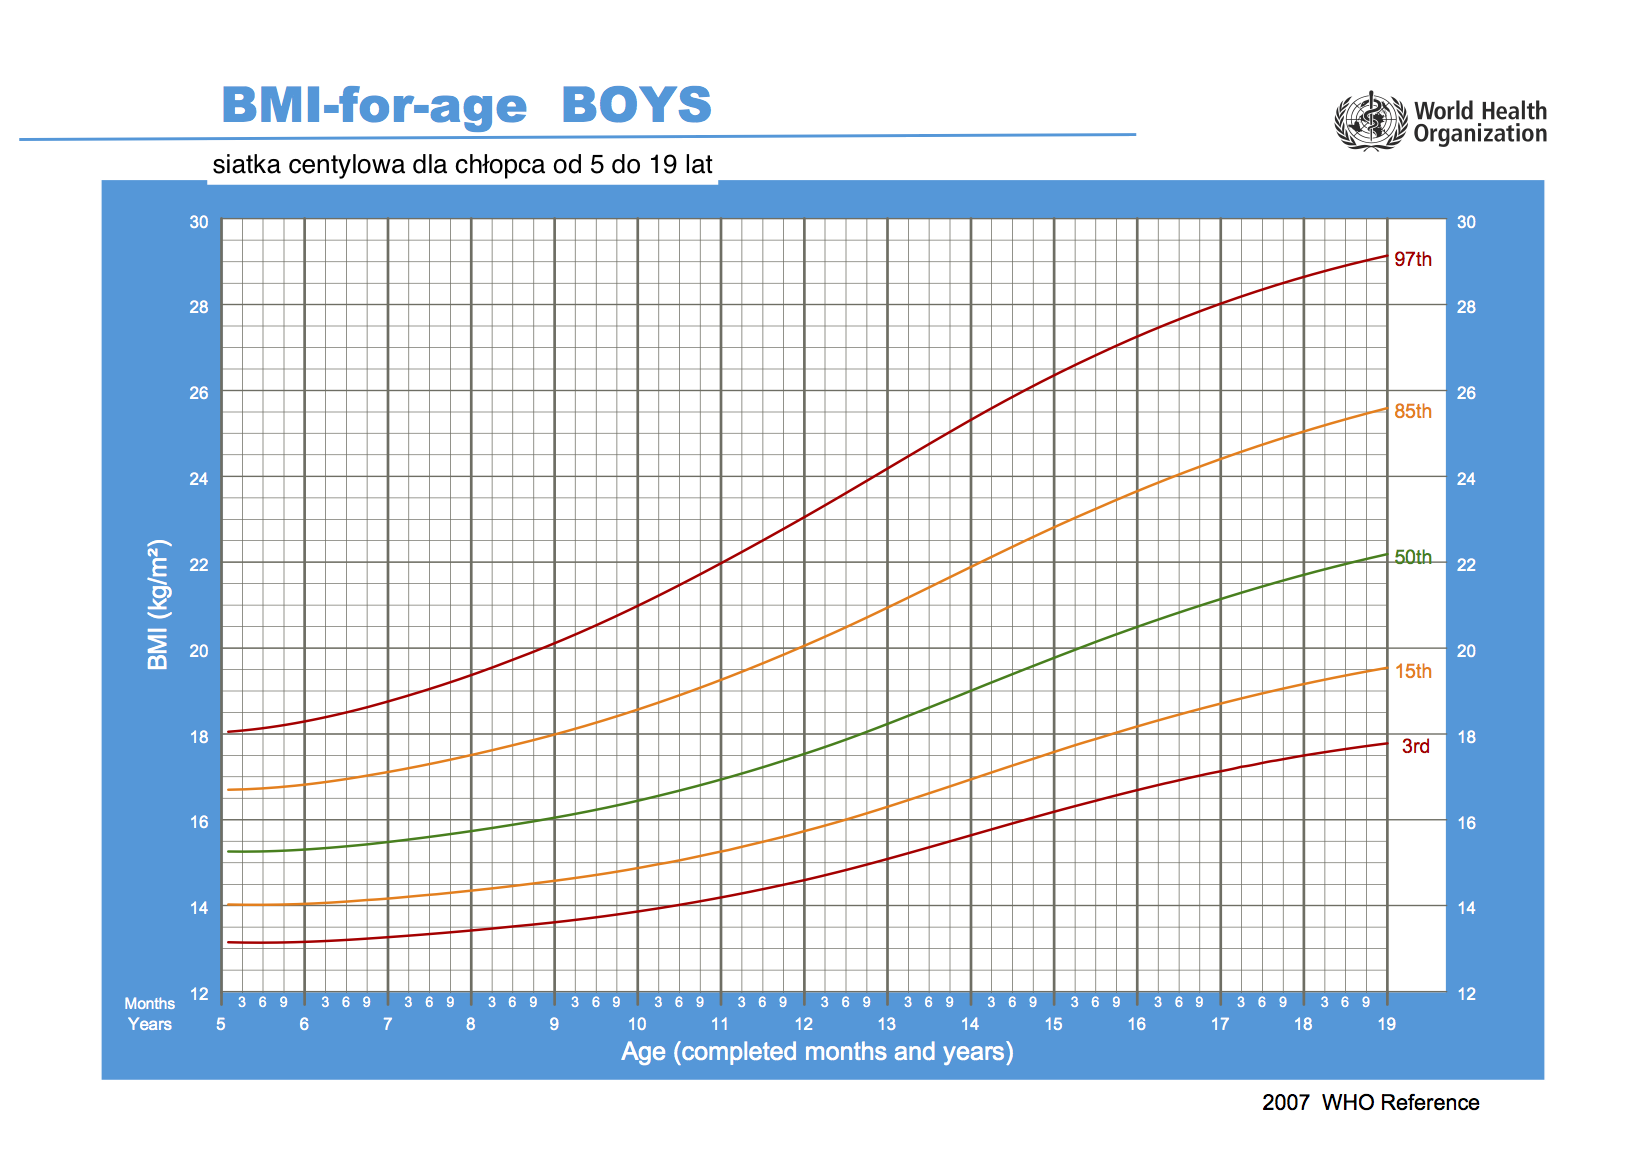 BMI-for-age BOYS
World Health
Organization
siatka centylowa dla chłopca od 5 do 19 lat
30 30
97th
28 28
26 26
85th
24 24
BMI (kg/m²)
22 50th 22
20 20
15th
18 18
3rd
16 16
14 14
12 12
Months 3 6 9 3 6 9 3 6 9 3 6 9 3 6 9 3 6 9 3 6 9 3 6 9 3 6 9 3 6 9 3 6 9 3 6 9 3 6 9 3 6 9
Years 5 6 7 8 9 10 11 12 13 14 15 16 17 18 19
Age (completed months and years)
2007 WHO Reference